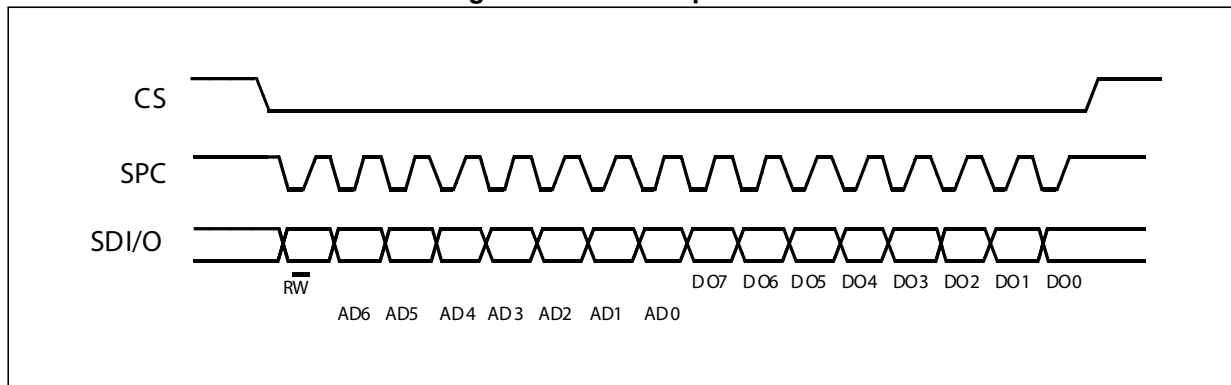 CS
SPC
SDI/O
RW
DO7 DO6 DO5 DO4 DO3 DO2 DO1 DO0
AD6 AD5 AD4 AD3 AD2 AD1 AD0